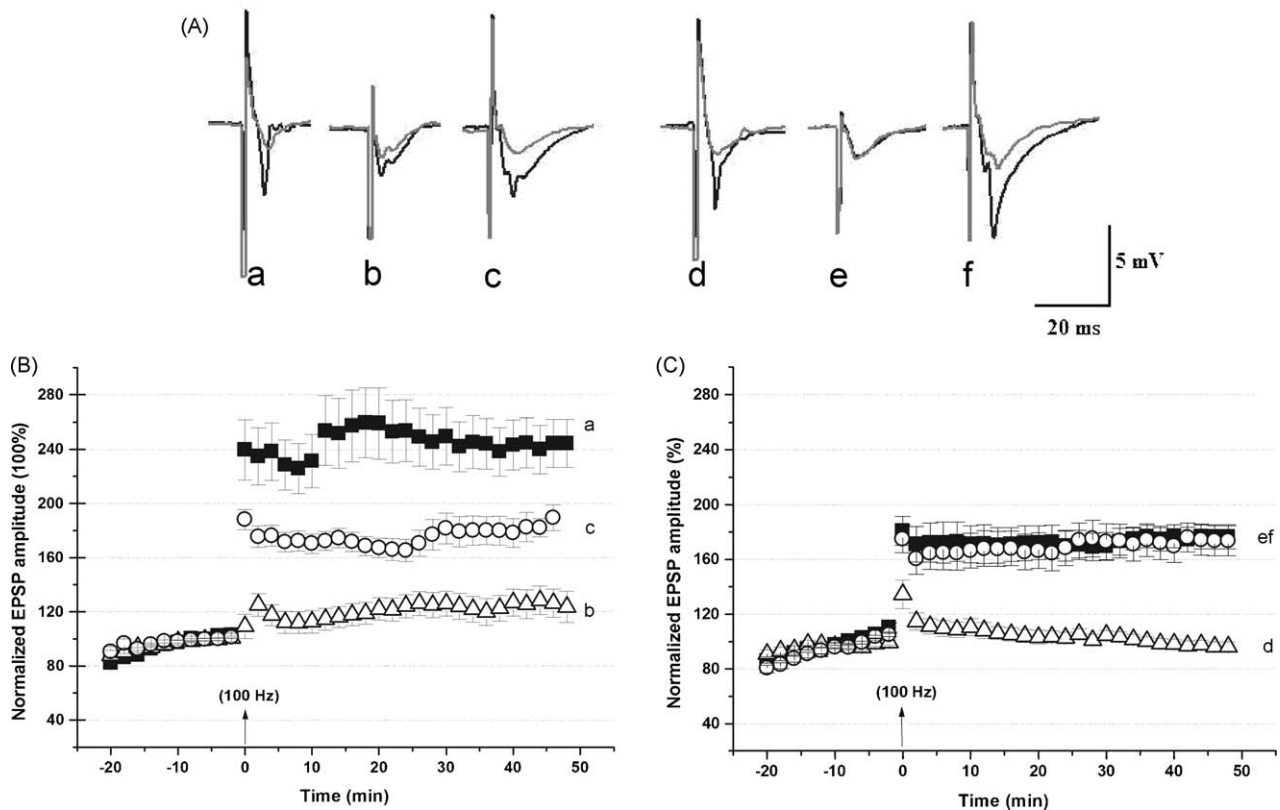 (A)
a
b
c
d
e
f
5 mV
20 ms
(B)
Normalized EPSP amplitude (100%)
280
240
200
160
120
80
40
a
c
b
(100 Hz)
-20
-10
0
10
20
30
40
50
Time (min)
(C)
Normalized EPSP amplitude (%)
280
240
200
160
120
80
40
ef
d
(100 Hz)
-20
-10
0
10
20
30
40
50
Time (min)